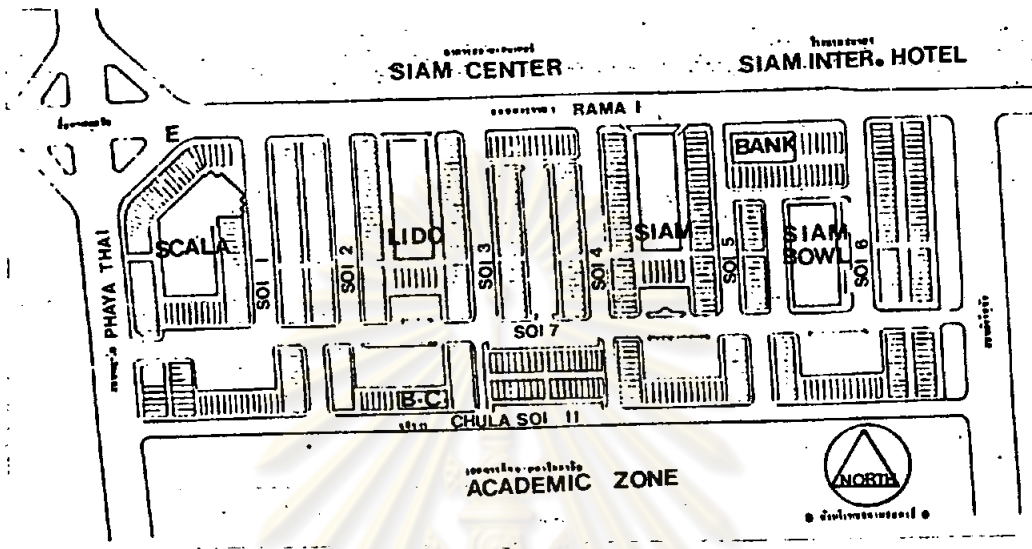 SIAM CENTER
SIAM INTER. HOTEL
RAMA I
E
BANK
SCALA
LIDO
SIAM
SIAM
BOWL
SOI 1
SOI 2
SOI 3
SOI 4
SOI 5
SOI 6
PHAYA THAI
SOI 7
B.C
CHULA SOI 11
ACADEMIC ZONE
NORTH